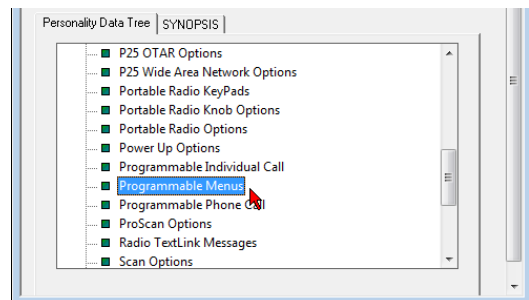 Personality Data Tree SYNOPSIS
P25 OTAR Options
P25 Wide Area Network Options
Portable Radio KeyPads
Portable Radio Knob Options
Portable Radio Options
Power Up Options
Programmable Individual Call
Programmable Menus
Programmable Phone Call
ProScan Options
Radio TextLink Messages
Scan Options